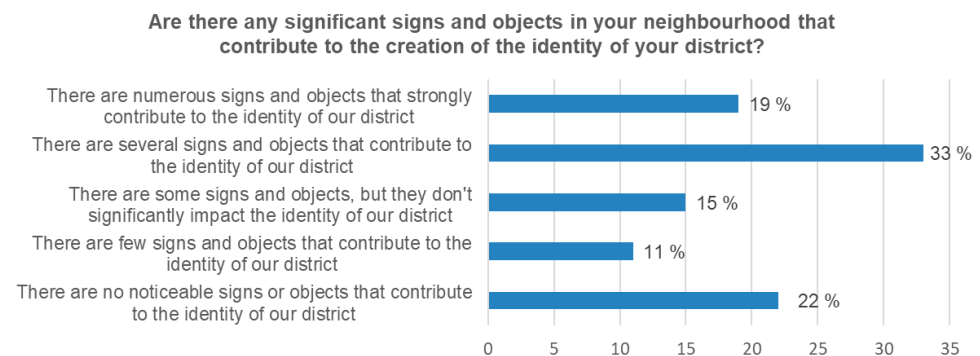 Are there any significant signs and objects in your neighbourhood that
contribute to the creation of the identity of your district?
There are numerous signs and objects that strongly
contribute to the identity of our district
19 %
There are several signs and objects that contribute to
the identity of our district
33 %
There are some signs and objects, but they don't
significantly impact the identity of our district
15 %
There are few signs and objects that contribute to the
identity of our district
11 %
There are no noticeable signs or objects that contribute
to the identity of our district
22 %
0 5 10 15 20 25 30 35